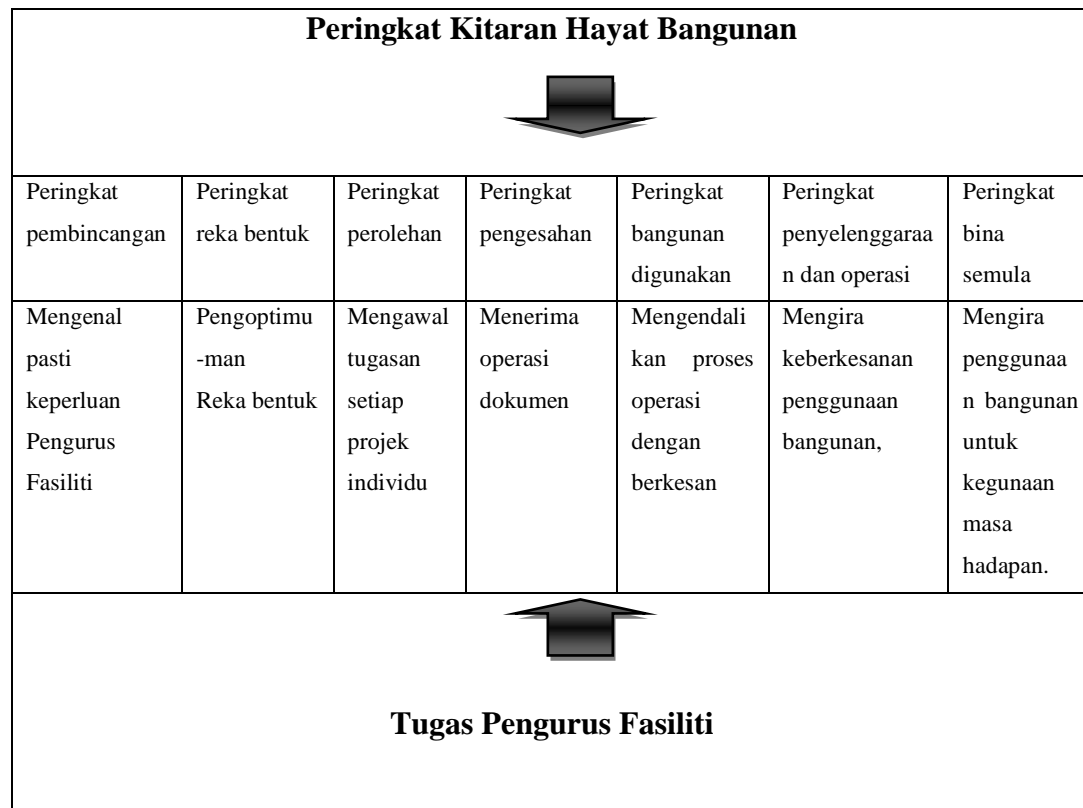 Peringkat Kitaran Hayat Bangunan
Peringkat
pembincangan
Peringkat
reka bentuk
Peringkat
perolehan
Peringkat
pengesahan
Peringkat
bangunan
digunakan
Peringkat
penyelenggaraa
n dan operasi
Peringkat
bina
semula
Mengenal
pasti
keperluan
Pengurus
Fasiliti
Pengoptimu
-man
Reka bentuk
Mengawal
tugasan
setiap
projek
individu
Menerima
operasi
dokumen
Mengendali
kan proses
operasi
dengan
berkesan
Mengira
keberkesanan
penggunaan
bangunan,
Mengira
penggunaa
n bangunan
untuk
kegunaan
masa
hadapan.
Tugas Pengurus Fasiliti